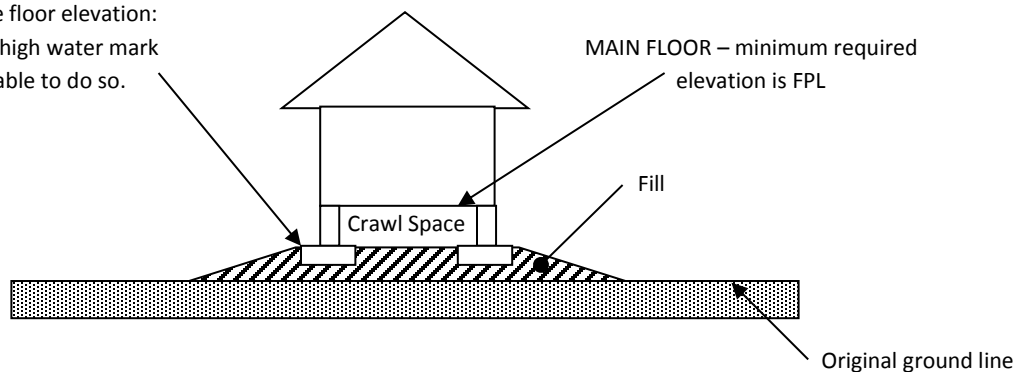 floor elevation:
high water mark
able to do so.
MAIN FLOOR – minimum required
elevation is FPL
Fill
Crawl Space
Original ground line